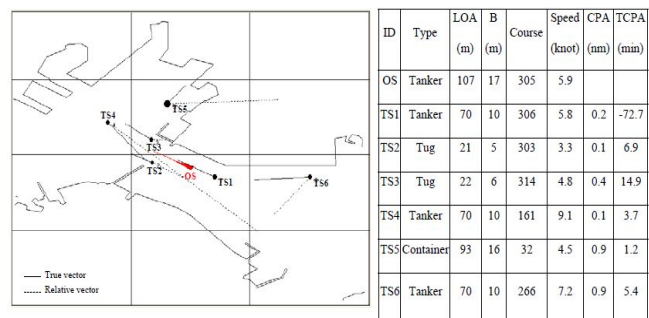 TS4
TS5
TS3
TS2
OS
TS1
TS6
True vector
Relative vector
ID Type LOA (m) B (m) Course Speed (knot) CPA (nm) TCPA (min)
OS Tanker 107 17 305 5.9
TS1 Tanker 70 10 306 5.8 0.2 -72.7
TS2 Tug 21 5 303 3.3 0.1 6.9
TS3 Tug 22 6 314 4.8 0.4 14.9
TS4 Tanker 70 10 161 9.1 0.1 3.7
TS5 Container 93 16 32 4.5 0.9 1.2
TS6 Tanker 70 10 266 7.2 0.9 5.4